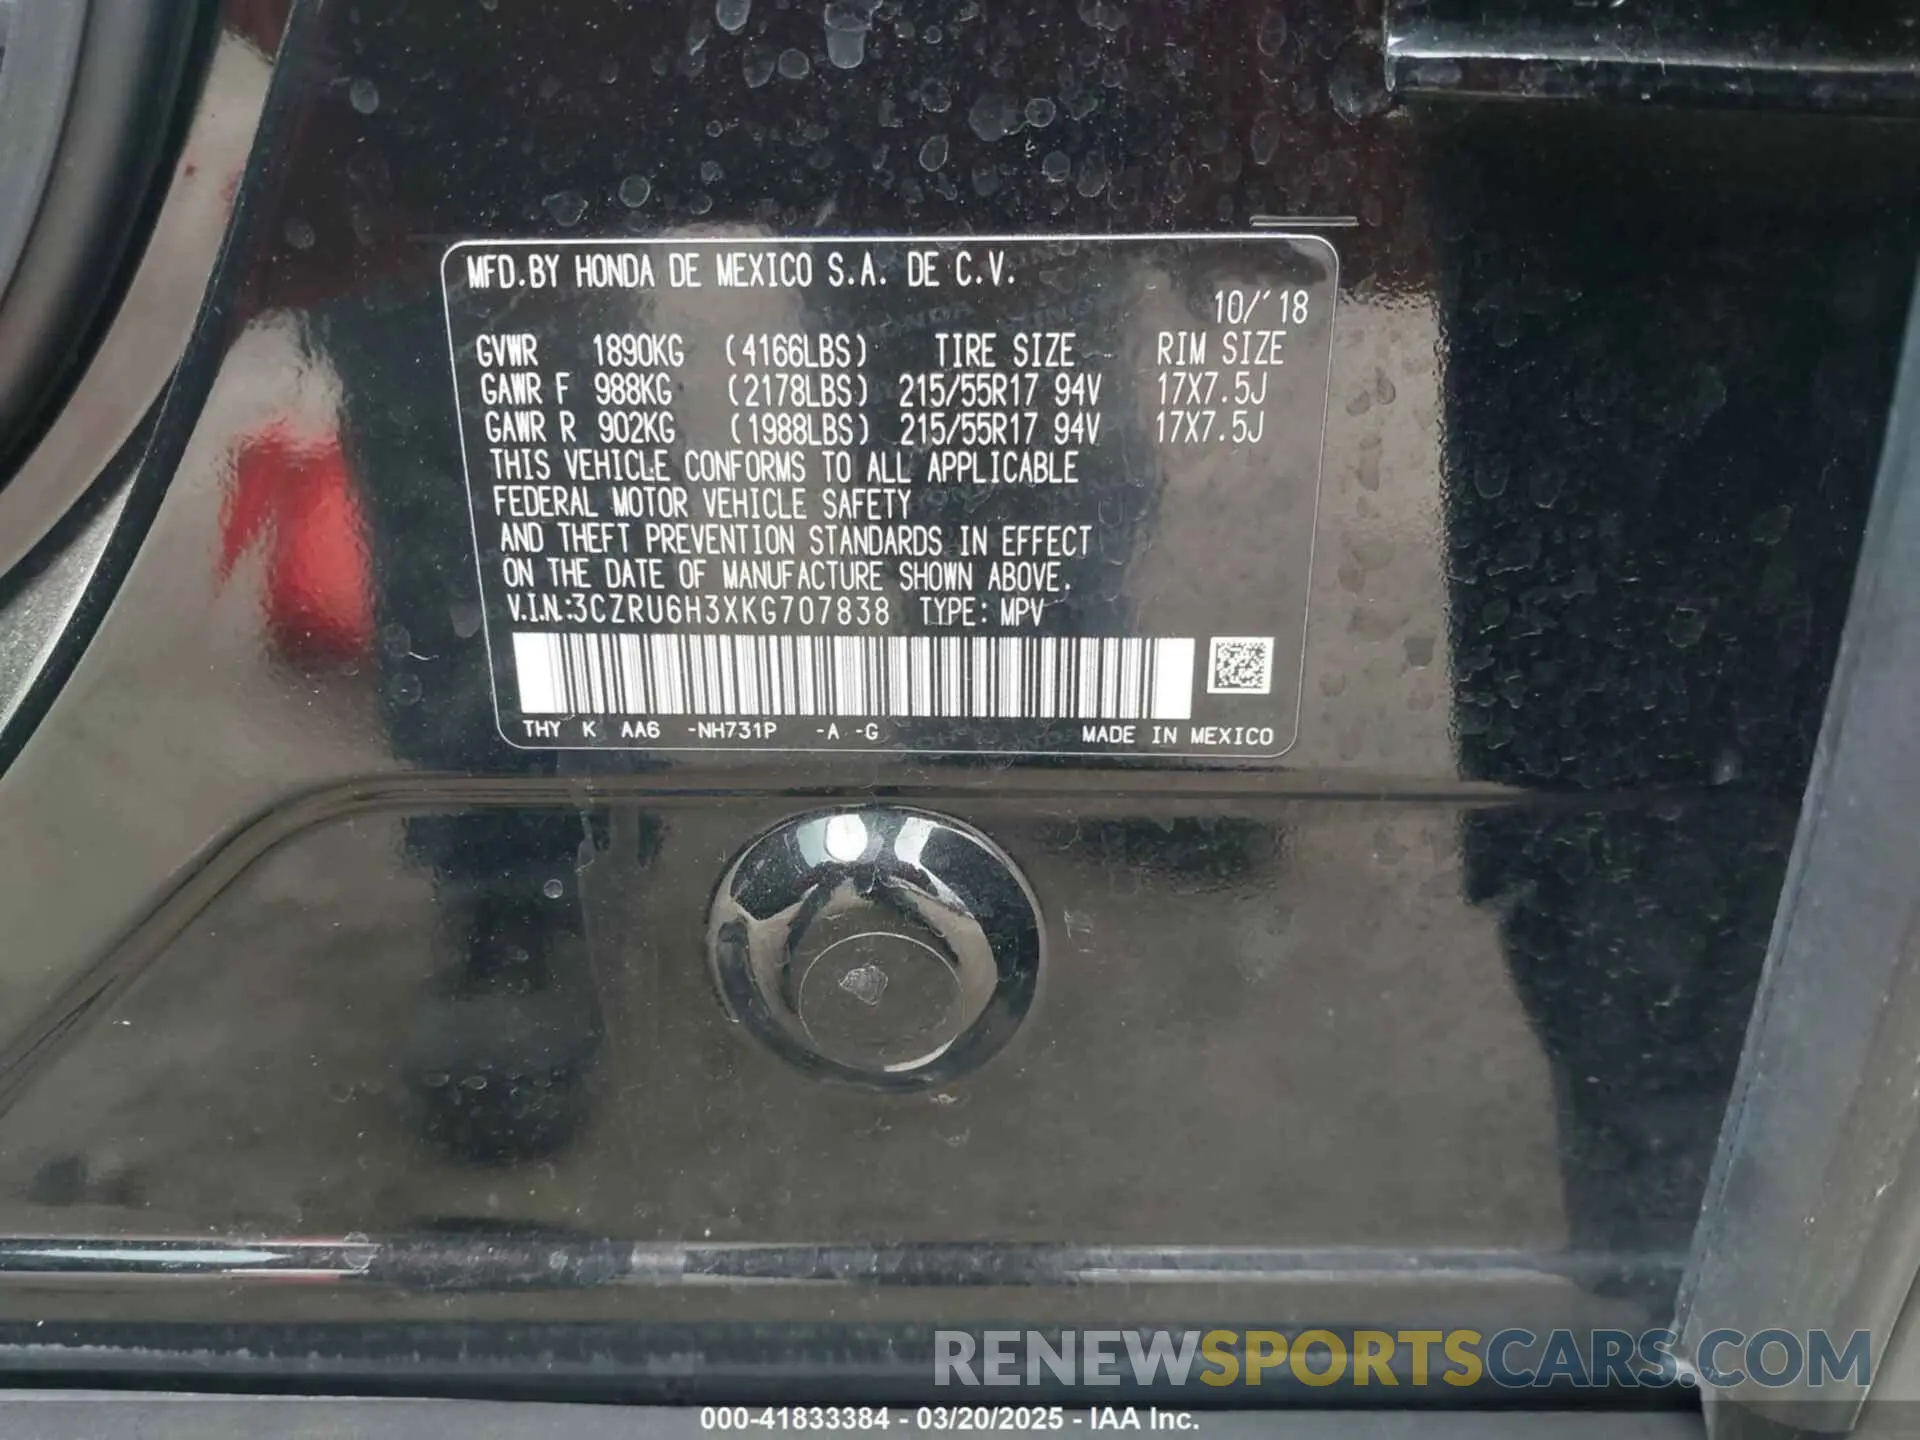 MFD.BY HONDA DE MEXICO S.A. DE C.V.
10/'18
GVWR 1890KG (4166LBS) TIRE SIZE RIM SIZE
GAWR F 988KG (2178LBS) 215/55R17 94V 17X7.5J
GAWR R 902KG (1988LBS) 215/55R17 94V 17X7.5J
THIS VEHICLE CONFORMS TO ALL APPLICABLE
FEDERAL MOTOR VEHICLE SAFETY
AND THEFT PREVENTION STANDARDS IN EFFECT
ON THE DATE OF MANUFACTURE SHOWN ABOVE.
V.I.N.:3CZRU6H3XKG707838 TYPE: MPV
THY K AA6 -NH731P -A -G MADE IN MEXICO
RENEWSPORTSCARS.COM
000-41833384 - 03/20/2025 - IAA Inc.